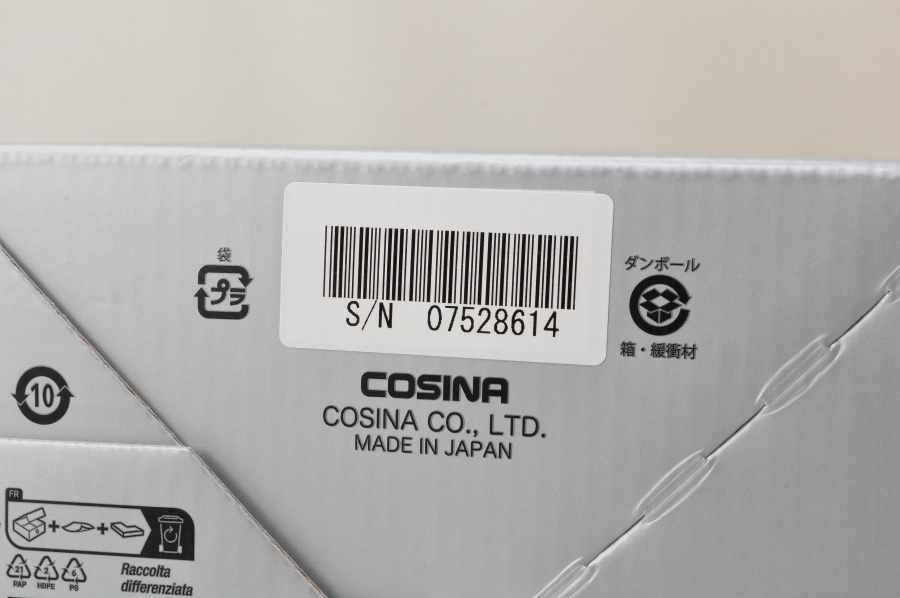 袋
プラ
S/N 07528614
ダンボール
箱・緩衝材
COSINA
COSINA CO., LTD.
MADE IN JAPAN
10
FR
21
PAP
2
HDPE
6
PS
Raccolta
differenziata